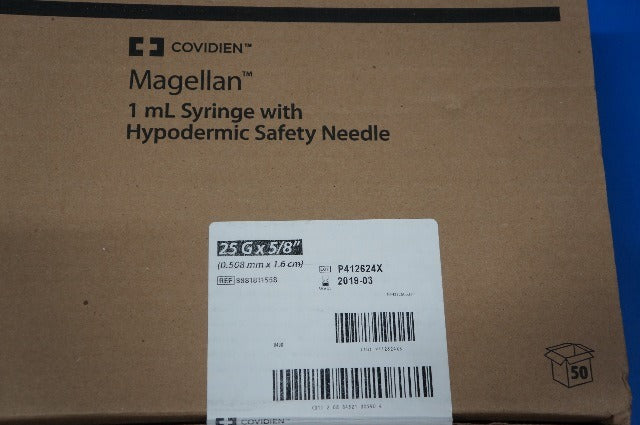 COVIDIEN™
Magellan™
1 mL Syringe with
Hypodermic Safety Needle
25 G x 5/8"
(0.508 mm x 1.6 cm)
REF
LOT P412624X
2019-03
50
COVIDIEN